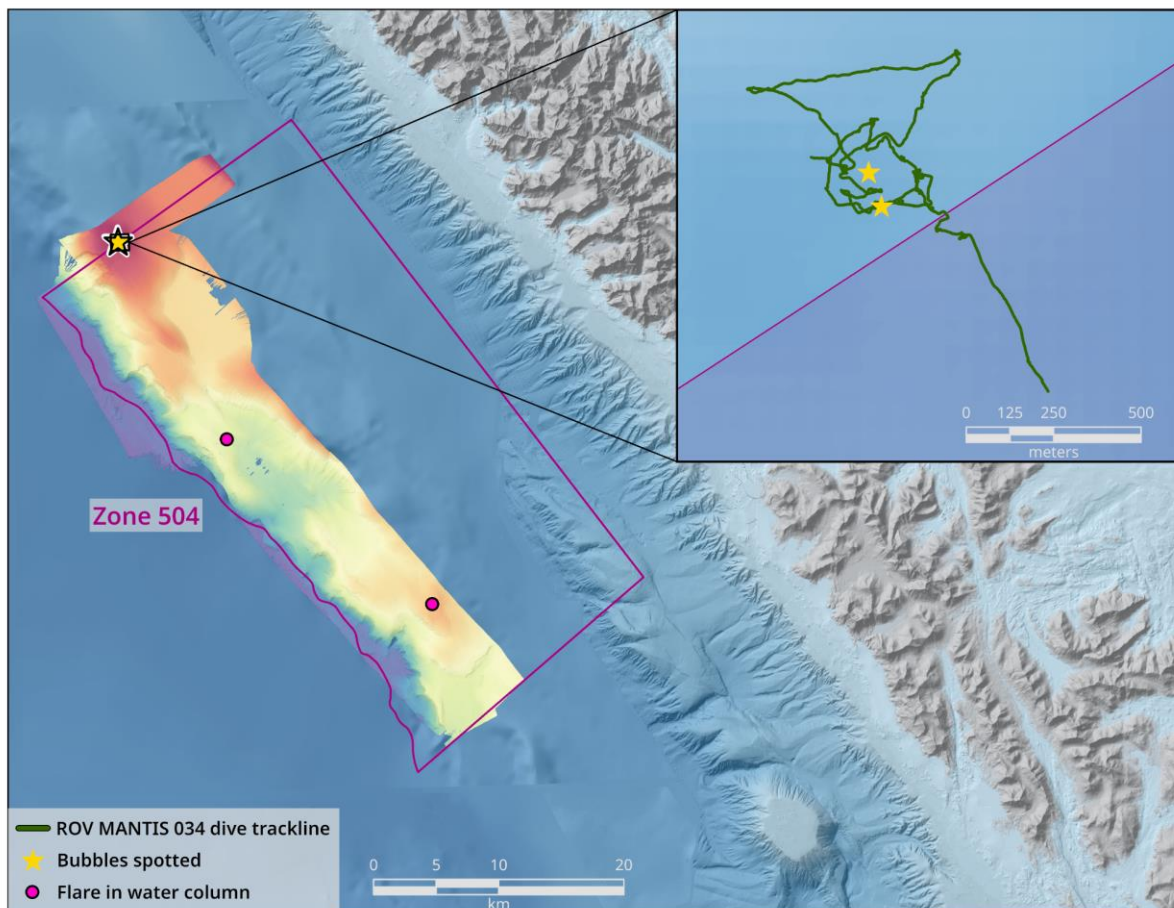 0 125 250 500
meters
Zone 504
ROV MANTIS 034 dive trackline
Bubbles spotted
Flare in water column
0 5 10 20
km